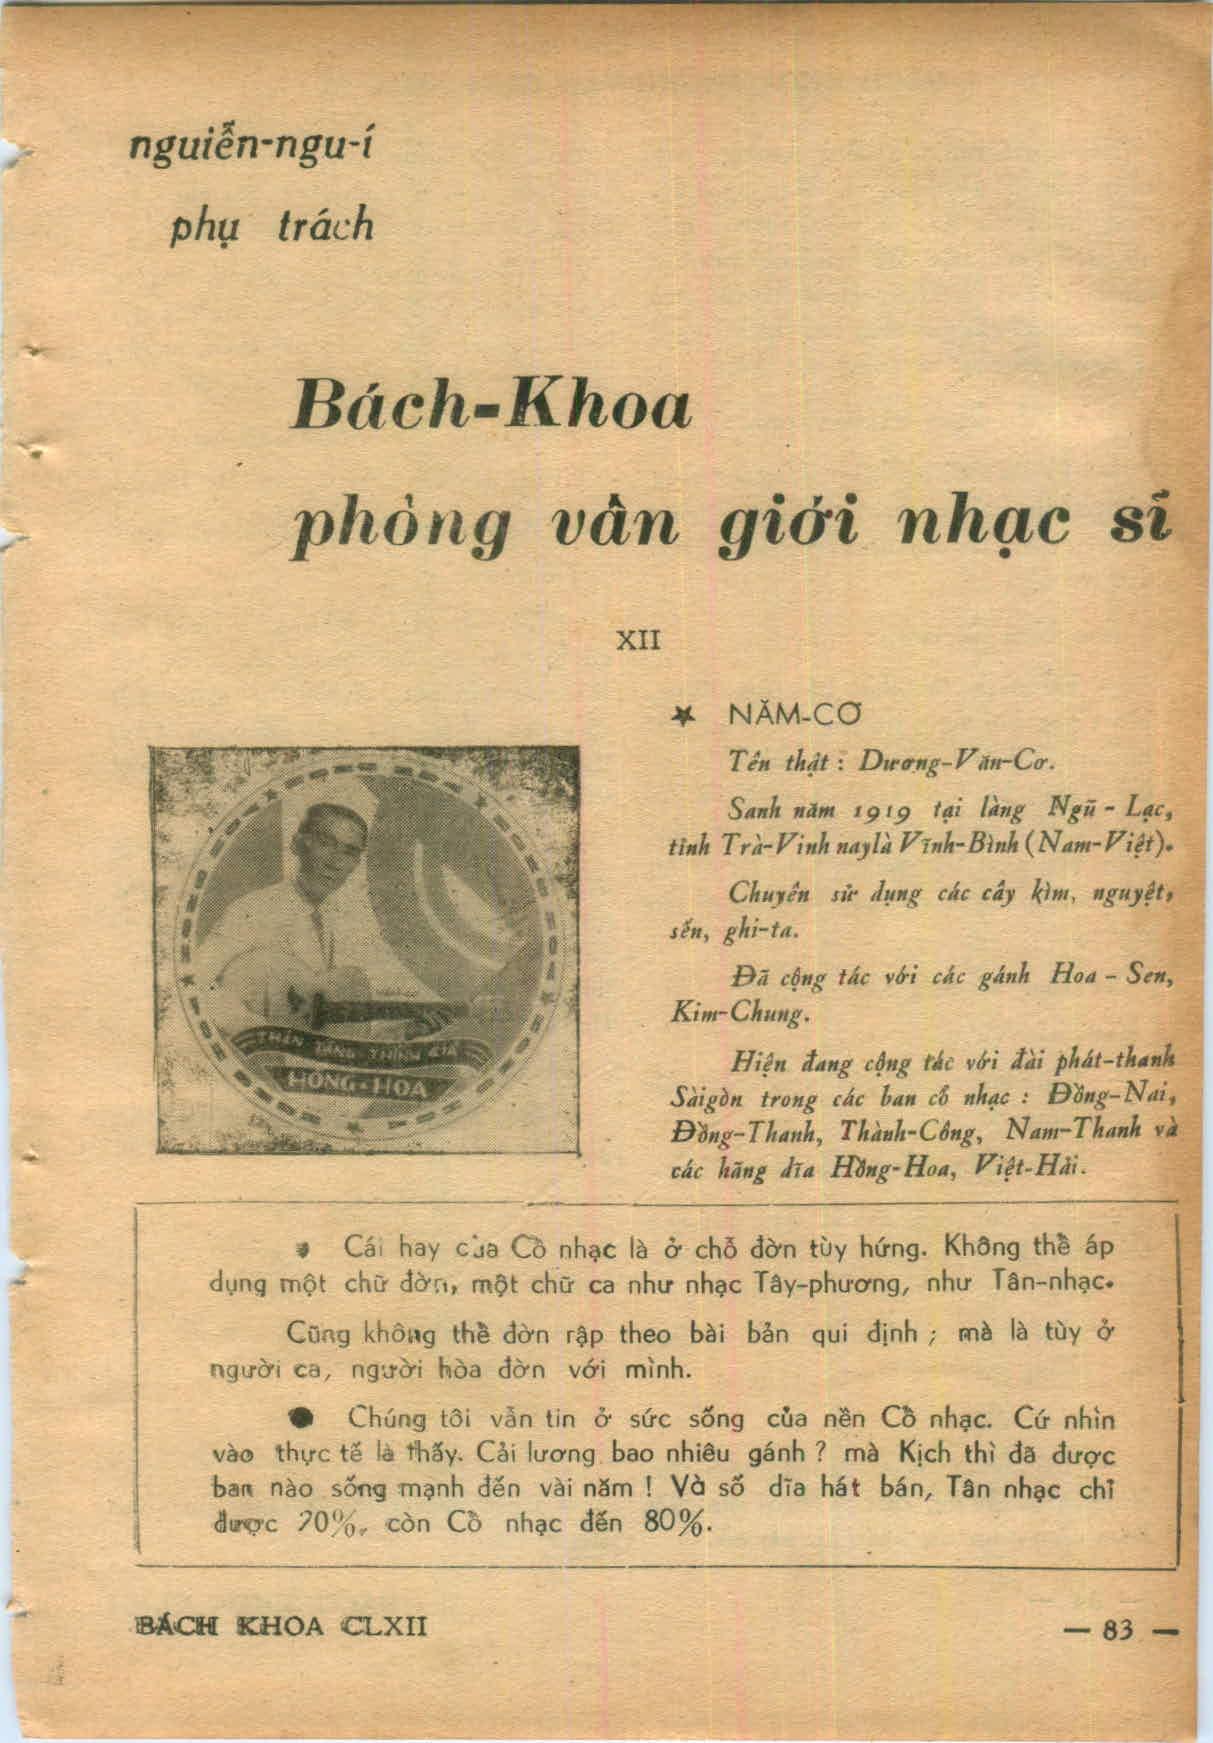 nguiễn-ngu-í
phụ trách
Bách-Khoa
phỏng vấn giới nhạc sĩ
XII
NĂM-CƠ
Tên thật : Dương-Văn-Cơ.
Sanh năm 1919 tại làng Ngũ - Lạc,
tỉnh Trà-Vinh nay là Vĩnh-Bình (Nam-Việt).
Chuyên sử dụng các cây kìm, nguyệt,
sến, ghi-ta.
Đã cộng tác với các gánh Hoa - Sen,
Kim-Chung.
Hiện đang cộng tác với đài phát-thanh
Sàigòn trong các ban cổ nhạc : Đồng-Nai,
Đồng-Thanh, Thành-Công, Nam-Thanh và
các hãng dĩa Hồng-Hoa, Việt-Hải.
THÂN TẶNG THÍNH GIẢ
HỒNG-HOA
Cái hay của Cổ nhạc là ở chỗ đờn tùy hứng. Không thể áp
dụng một chữ đờn, một chữ ca như nhạc Tây-phương, như Tân-nhạc.
Cũng không thể đờn rập theo bài bản qui định ; mà là tùy ở
người ca, người hòa đờn với mình.
● Chúng tôi vẫn tin ở sức sống của nền Cổ nhạc. Cứ nhìn
vào thực tế là thấy. Cải lương bao nhiêu gánh ? mà Kịch thì đã được
ban nào sống mạnh đến vài năm ! Và số dĩa hát bán, Tân nhạc chỉ
được 20%, còn Cổ nhạc đến 80%.
BÁCH KHOA CLXII
— 83 —